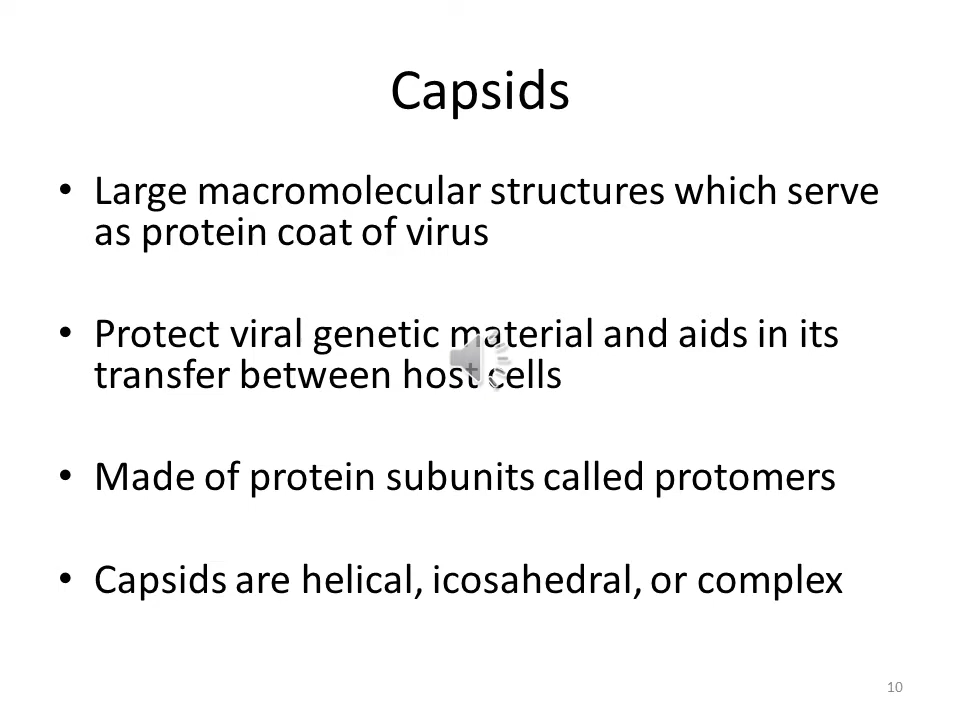 Capsids
• Large macromolecular structures which serve
as protein coat of virus
• Protect viral genetic material and aids in its
transfer between host cells
• Made of protein subunits called protomers
• Capsids are helical, icosahedral, or complex
10